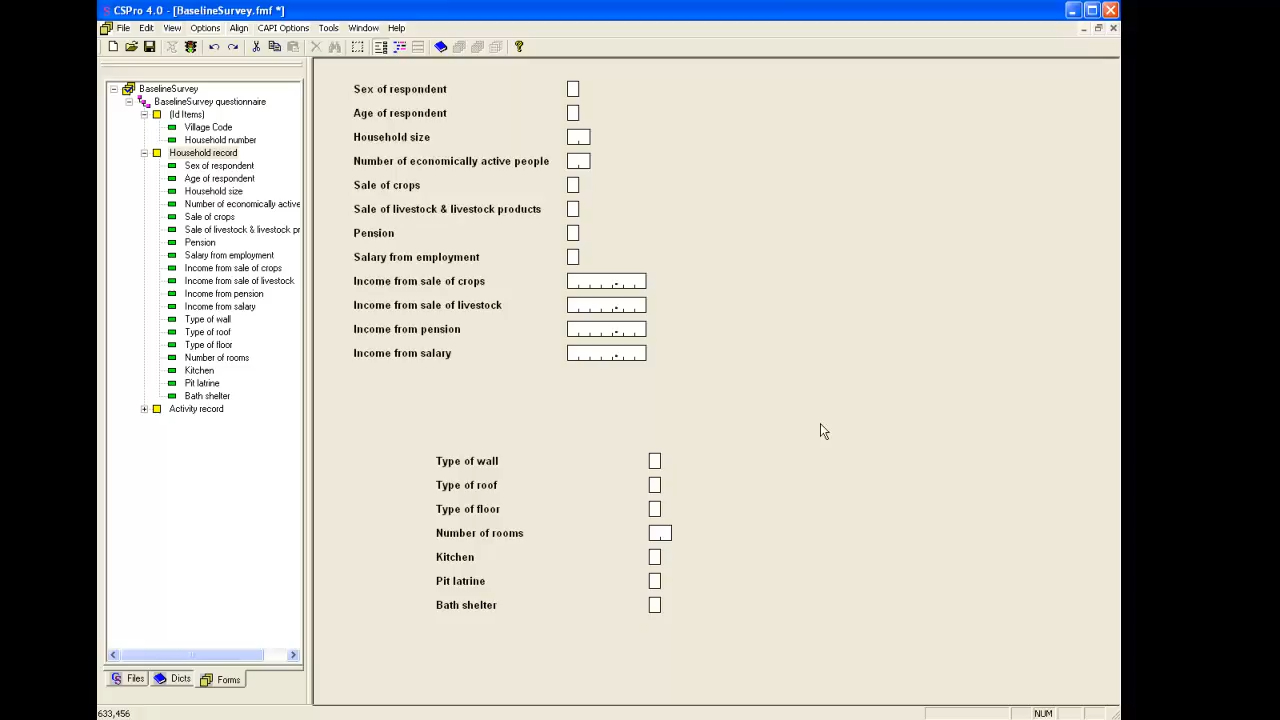 CSPro 4.0 - [BaselineSurvey.fmf *]
File Edit View Options Align CAPI Options Tools Window Help
BaselineSurvey
BaselineSurvey questionnaire
(Id Items)
Village Code
Household number
Household record
Sex of respondent
Age of respondent
Household size
Number of economically active
Sale of crops
Sale of livestock & livestock pr
Pension
Salary from employment
Income from sale of crops
Income from sale of livestock
Income from pension
Income from salary
Type of wall
Type of roof
Type of floor
Number of rooms
Kitchen
Pit latrine
Bath shelter
Activity record
Files Dicts Forms
Sex of respondent
Age of respondent
Household size
Number of economically active people
Sale of crops
Sale of livestock & livestock products
Pension
Salary from employment
Income from sale of crops
Income from sale of livestock
Income from pension
Income from salary
Type of wall
Type of roof
Type of floor
Number of rooms
Kitchen
Pit latrine
Bath shelter
633,456
NUM